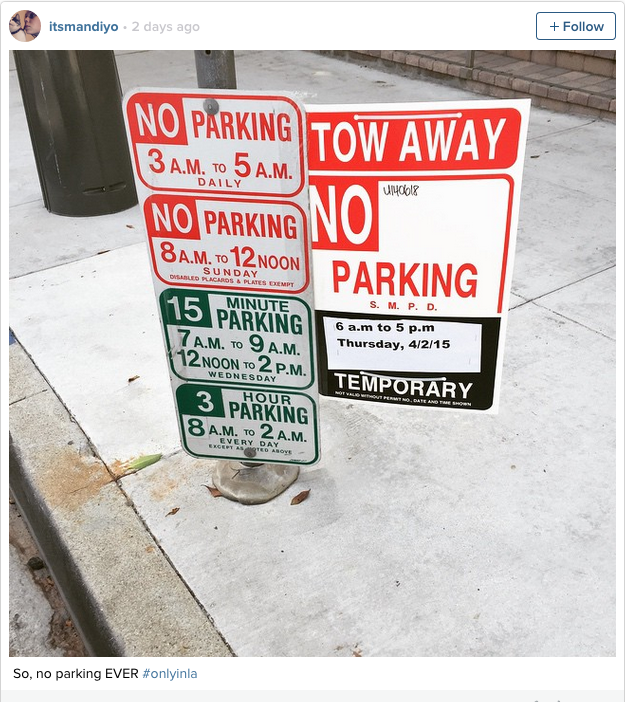 itsmandiyo • 2 days ago
+ Follow
NO PARKING
3 A.M. TO 5 A.M.
DAILY
NO PARKING
8 A.M. TO 12 NOON
SUNDAY
DISABLED PLACARDS & PLATES EXEMPT
15 MINUTE
PARKING
7 A.M. TO 9 A.M.
12 NOON TO 2 P.M.
WEDNESDAY
3 HOUR
PARKING
8 A.M. TO 2 A.M.
EVERY DAY
EXCEPT AS NOTED ABOVE
TOW AWAY
NO
PARKING
S. M. P. D.
6 a.m to 5 p.m
Thursday, 4/2/15
TEMPORARY
NOT VALID WITHOUT PERMIT NO., DATE AND TIME SHOWN
So, no parking EVER #onlyinla